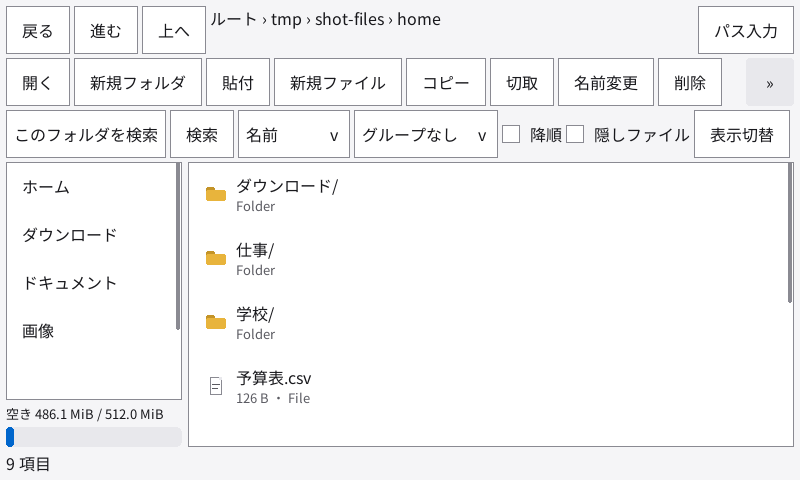 戻る 進む 上へ ルート › tmp › shot-files › home パス入力
開く 新規フォルダ 貼付 新規ファイル コピー 切取 名前変更 削除 »
このフォルダを検索 検索 名前 v グループなし v 降順 隠しファイル 表示切替
ホーム
ダウンロード
ドキュメント
画像
空き 486.1 MiB / 512.0 MiB
9 項目
ダウンロード/
Folder
仕事/
Folder
学校/
Folder
予算表.csv
126 B • File